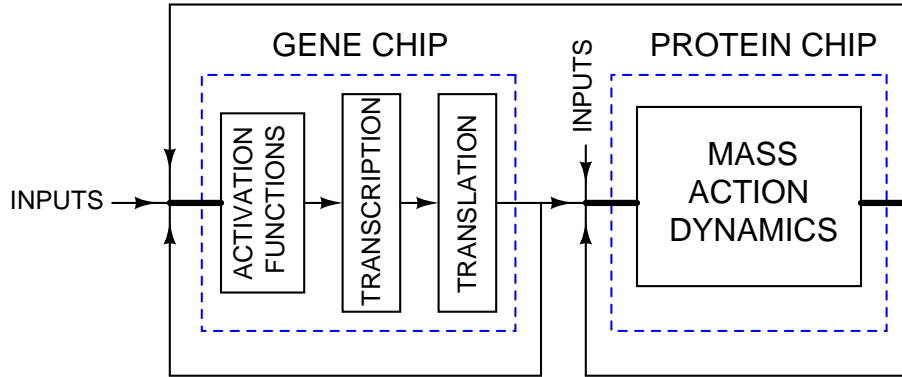 GENE CHIP
PROTEIN CHIP
INPUTS
INPUTS
ACTIVATION
FUNCTIONS
TRANSCRIPTION
TRANSLATION
MASS
ACTION
DYNAMICS